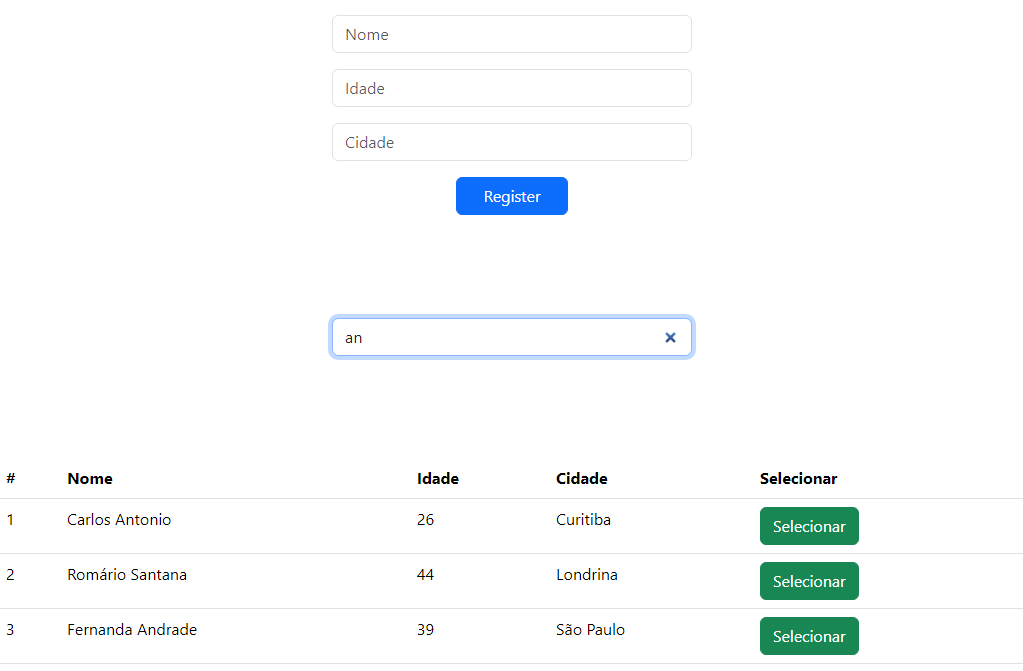 Nome
Idade
Cidade
Register
an
# Nome Idade Cidade Selecionar
1 Carlos Antonio 26 Curitiba Selecionar
2 Romário Santana 44 Londrina Selecionar
3 Fernanda Andrade 39 São Paulo Selecionar